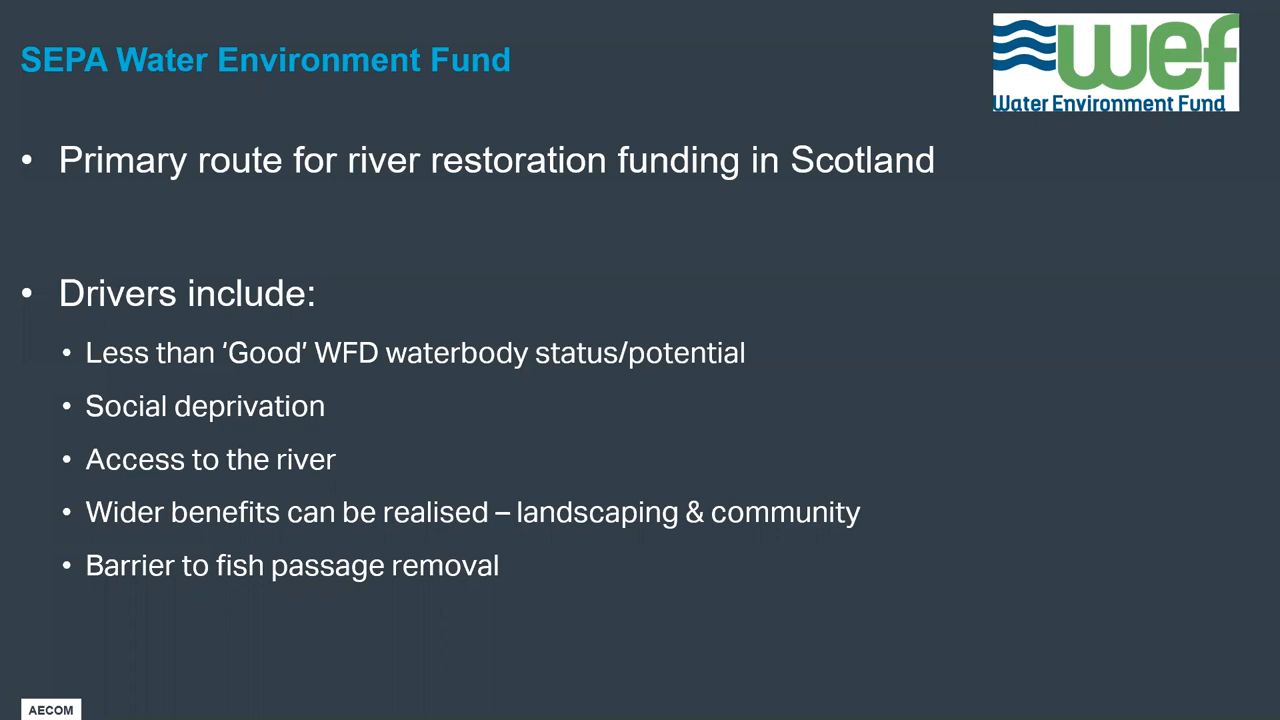 SEPA Water Environment Fund
wef
Water Environment Fund
• Primary route for river restoration funding in Scotland
• Drivers include:
• Less than ‘Good’ WFD waterbody status/potential
• Social deprivation
• Access to the river
• Wider benefits can be realised – landscaping & community
• Barrier to fish passage removal
AECOM